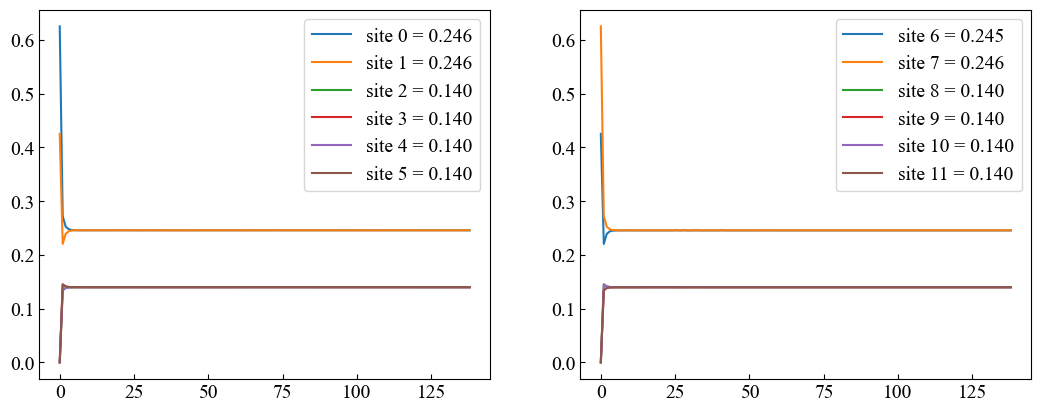 0.6
0.5
0.4
0.3
0.2
0.1
0.0
0
25
50
75
100
125
site 0 = 0.246
site 1 = 0.246
site 2 = 0.140
site 3 = 0.140
site 4 = 0.140
site 5 = 0.140
0.6
0.5
0.4
0.3
0.2
0.1
0.0
0
25
50
75
100
125
site 6 = 0.245
site 7 = 0.246
site 8 = 0.140
site 9 = 0.140
site 10 = 0.140
site 11 = 0.140